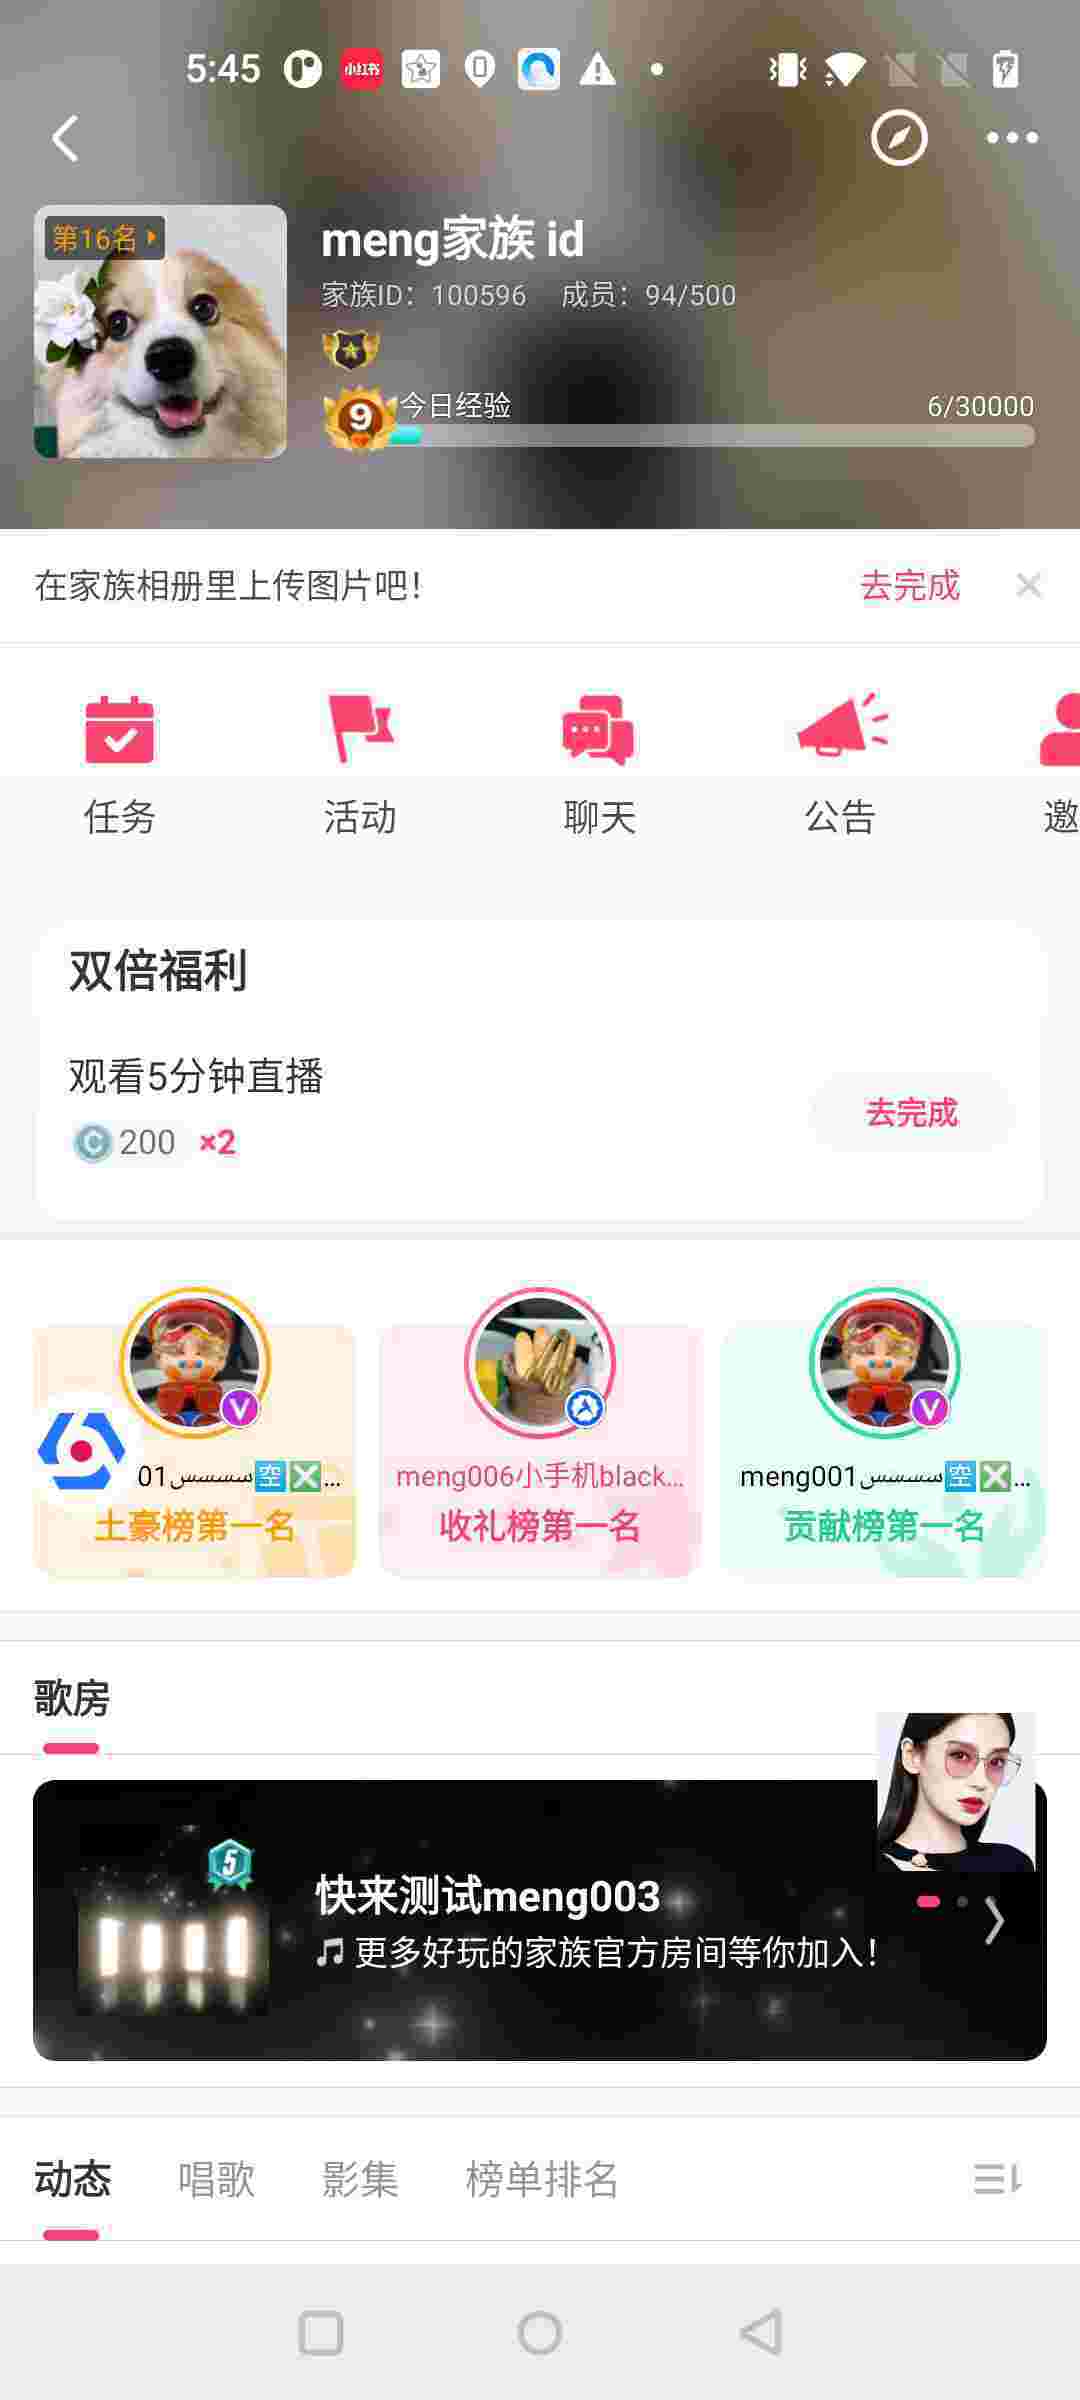 5:45
小红书
第16名
meng家族 id
家族ID：100596 成员：94/500
9
今日经验
6/30000
在家族相册里上传图片吧！
去完成
任务
活动
聊天
公告
邀
双倍福利
观看5分钟直播
200 ×2
去完成
01سسسس空❎...
土豪榜第一名
meng006小手机black...
收礼榜第一名
meng001سسسس空❎...
贡献榜第一名
歌房
5
快来测试meng003
更多好玩的家族官方房间等你加入！
动态
唱歌
影集
榜单排名